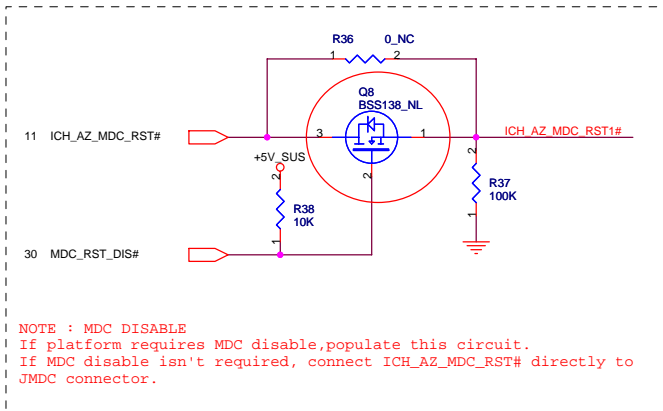 R36 0_NC
1 2
Q8
BSS138_NL
11 ICH_AZ_MDC_RST#
3 1
ICH_AZ_MDC_RST1#
+5V_SUS
2
2
2
R38
10K
R37
100K
1
1
30 MDC_RST_DIS#
NOTE : MDC DISABLE
If platform requires MDC disable,populate this circuit.
If MDC disable isn't required, connect ICH_AZ_MDC_RST# directly to
JMDC connector.